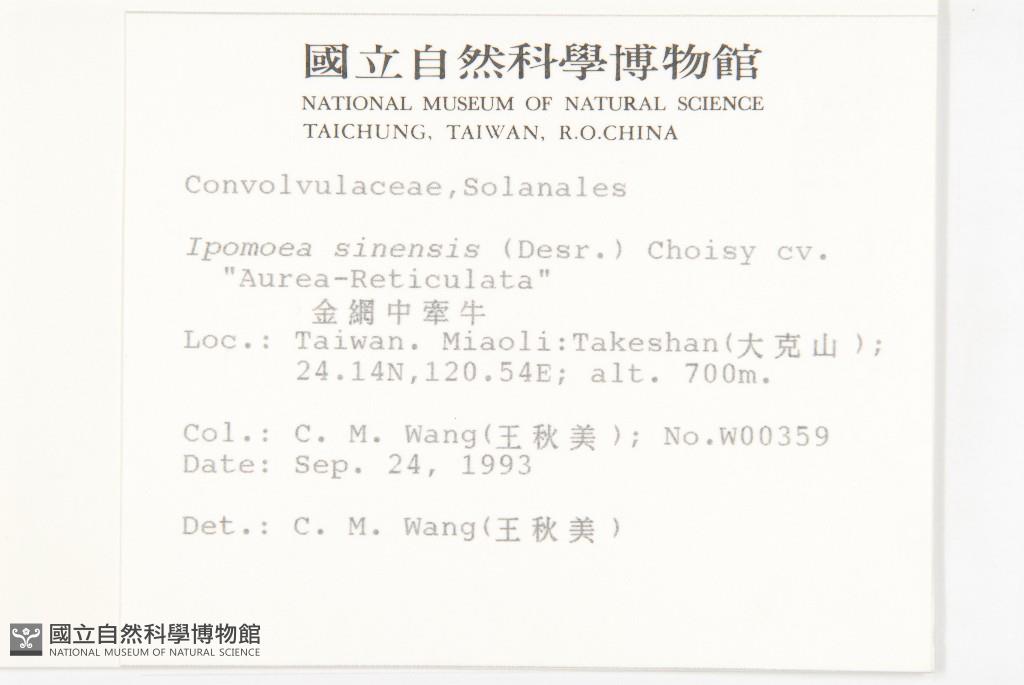 國立自然科學博物館
NATIONAL MUSEUM OF NATURAL SCIENCE
TAICHUNG, TAIWAN, R.O.CHINA
Convolvulaceae,Solanales
Ipomoea sinensis (Desr.) Choisy cv.
"Aurea-Reticulata"
金網中牽牛
Loc.: Taiwan. Miaoli:Takeshan(大克山);
24.14N,120.54E; alt. 700m.
Col.: C. M. Wang(王秋美); No.W00359
Date: Sep. 24, 1993
Det.: C. M. Wang(王秋美)
國立自然科學博物館
NATIONAL MUSEUM OF NATURAL SCIENCE